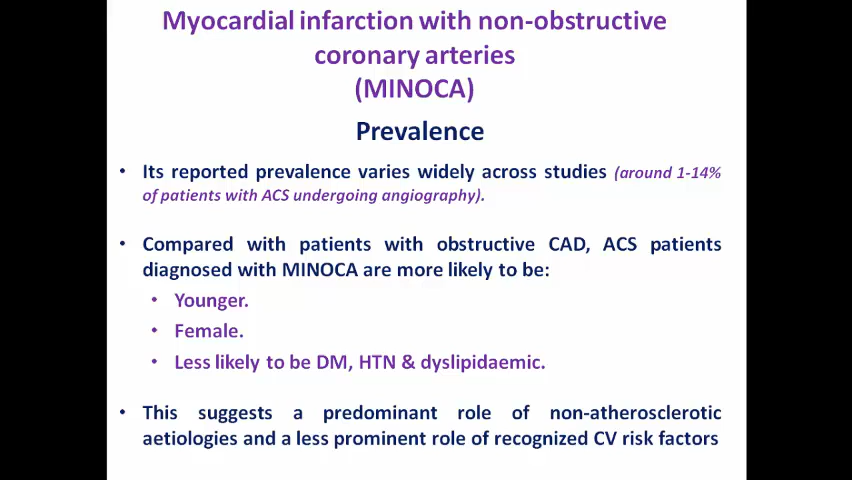 Myocardial infarction with non-obstructive
coronary arteries
(MINOCA)
Prevalence
• Its reported prevalence varies widely across studies (around 1-14%
of patients with ACS undergoing angiography).
• Compared with patients with obstructive CAD, ACS patients
diagnosed with MINOCA are more likely to be:
• Younger.
• Female.
• Less likely to be DM, HTN & dyslipidaemic.
• This suggests a predominant role of non-atherosclerotic
aetiologies and a less prominent role of recognized CV risk factors